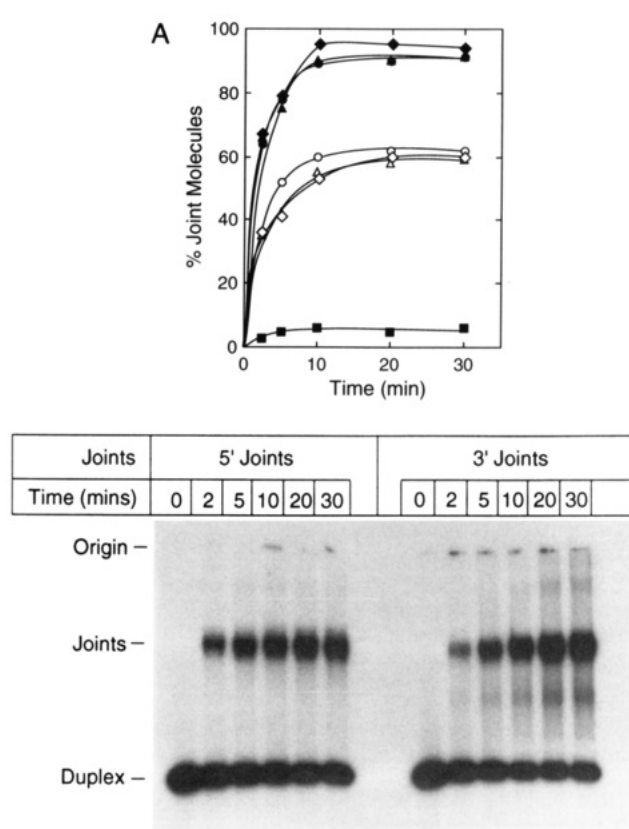 A
% Joint Molecules
100
80
60
40
20
0
0 10 20 30
Time (min)
Joints 5' Joints 3' Joints
Time (mins) 0 2 5 10 20 30 0 2 5 10 20 30
Origin –
Joints –
Duplex –